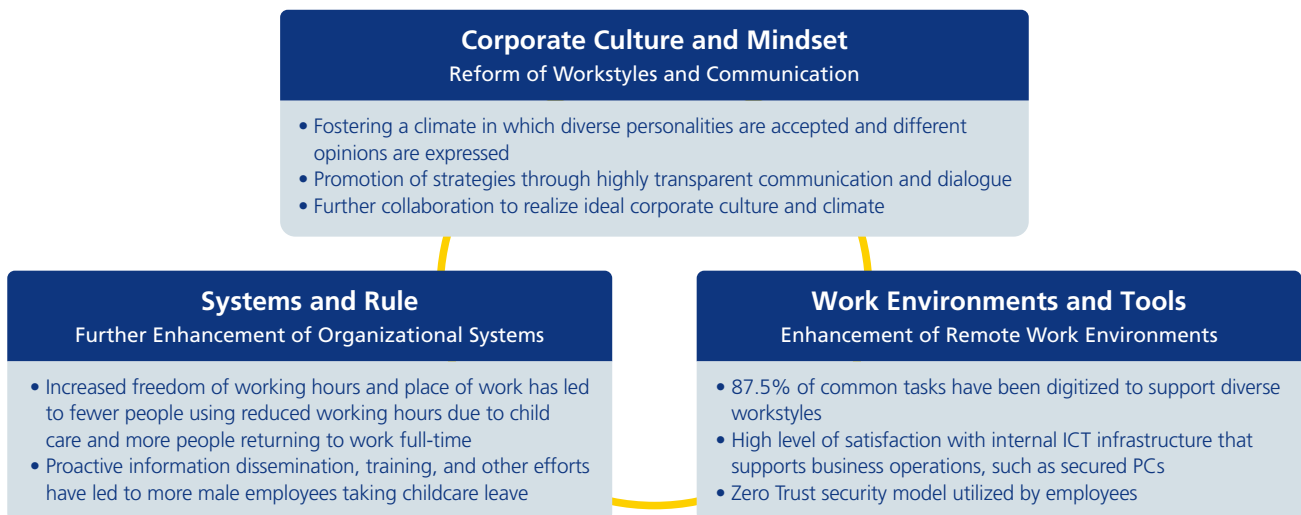 Corporate Culture and Mindset
Reform of Workstyles and Communication
• Fostering a climate in which diverse personalities are accepted and different
opinions are expressed
• Promotion of strategies through highly transparent communication and dialogue
• Further collaboration to realize ideal corporate culture and climate
Systems and Rule
Further Enhancement of Organizational Systems
• Increased freedom of working hours and place of work has led
to fewer people using reduced working hours due to child
care and more people returning to work full-time
• Proactive information dissemination, training, and other efforts
have led to more male employees taking childcare leave
Work Environments and Tools
Enhancement of Remote Work Environments
• 87.5% of common tasks have been digitized to support diverse
workstyles
• High level of satisfaction with internal ICT infrastructure that
supports business operations, such as secured PCs
• Zero Trust security model utilized by employees